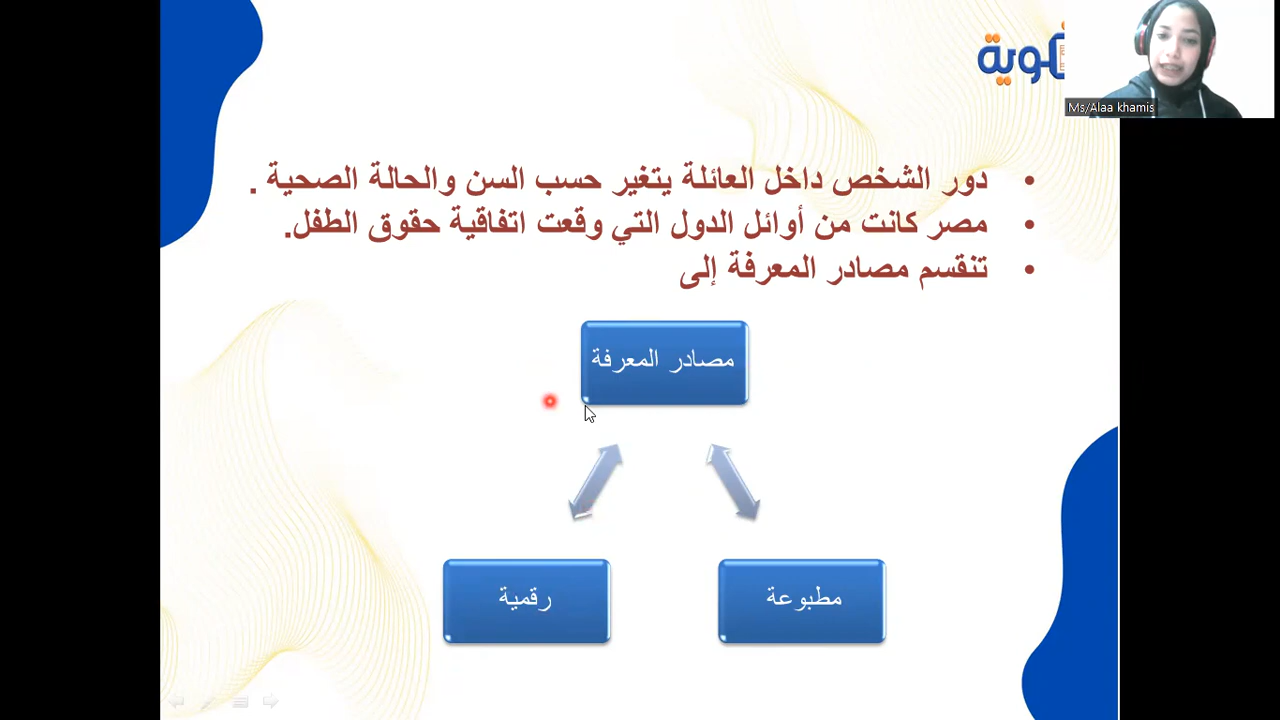 Ms/Alaa khamis
• دور الشخص داخل العائلة يتغير حسب السن والحالة الصحية .
• مصر كانت من أوائل الدول التي وقعت اتفاقية حقوق الطفل.
• تنقسم مصادر المعرفة إلى
مصادر المعرفة
مطبوعة
رقمية